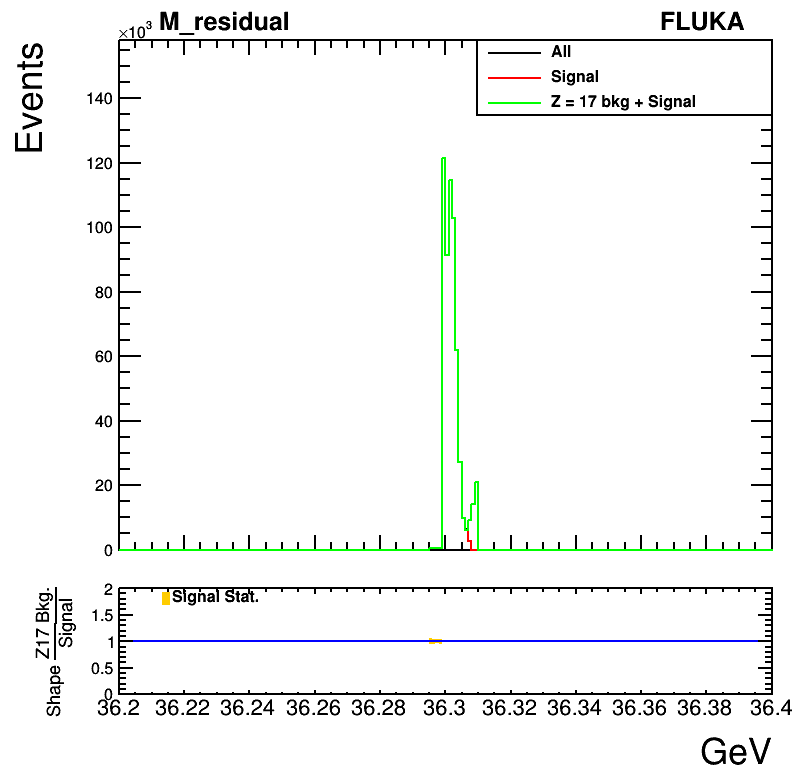 ×10³ M_residual FLUKA
Events
All
Signal
Z = 17 bkg + Signal
140
120
100
80
60
40
20
0
Shape Z17 Bkg. / Signal
Signal Stat.
2
1.5
1
0.5
0
36.2 36.22 36.24 36.26 36.28 36.3 36.32 36.34 36.36 36.38 36.4
GeV